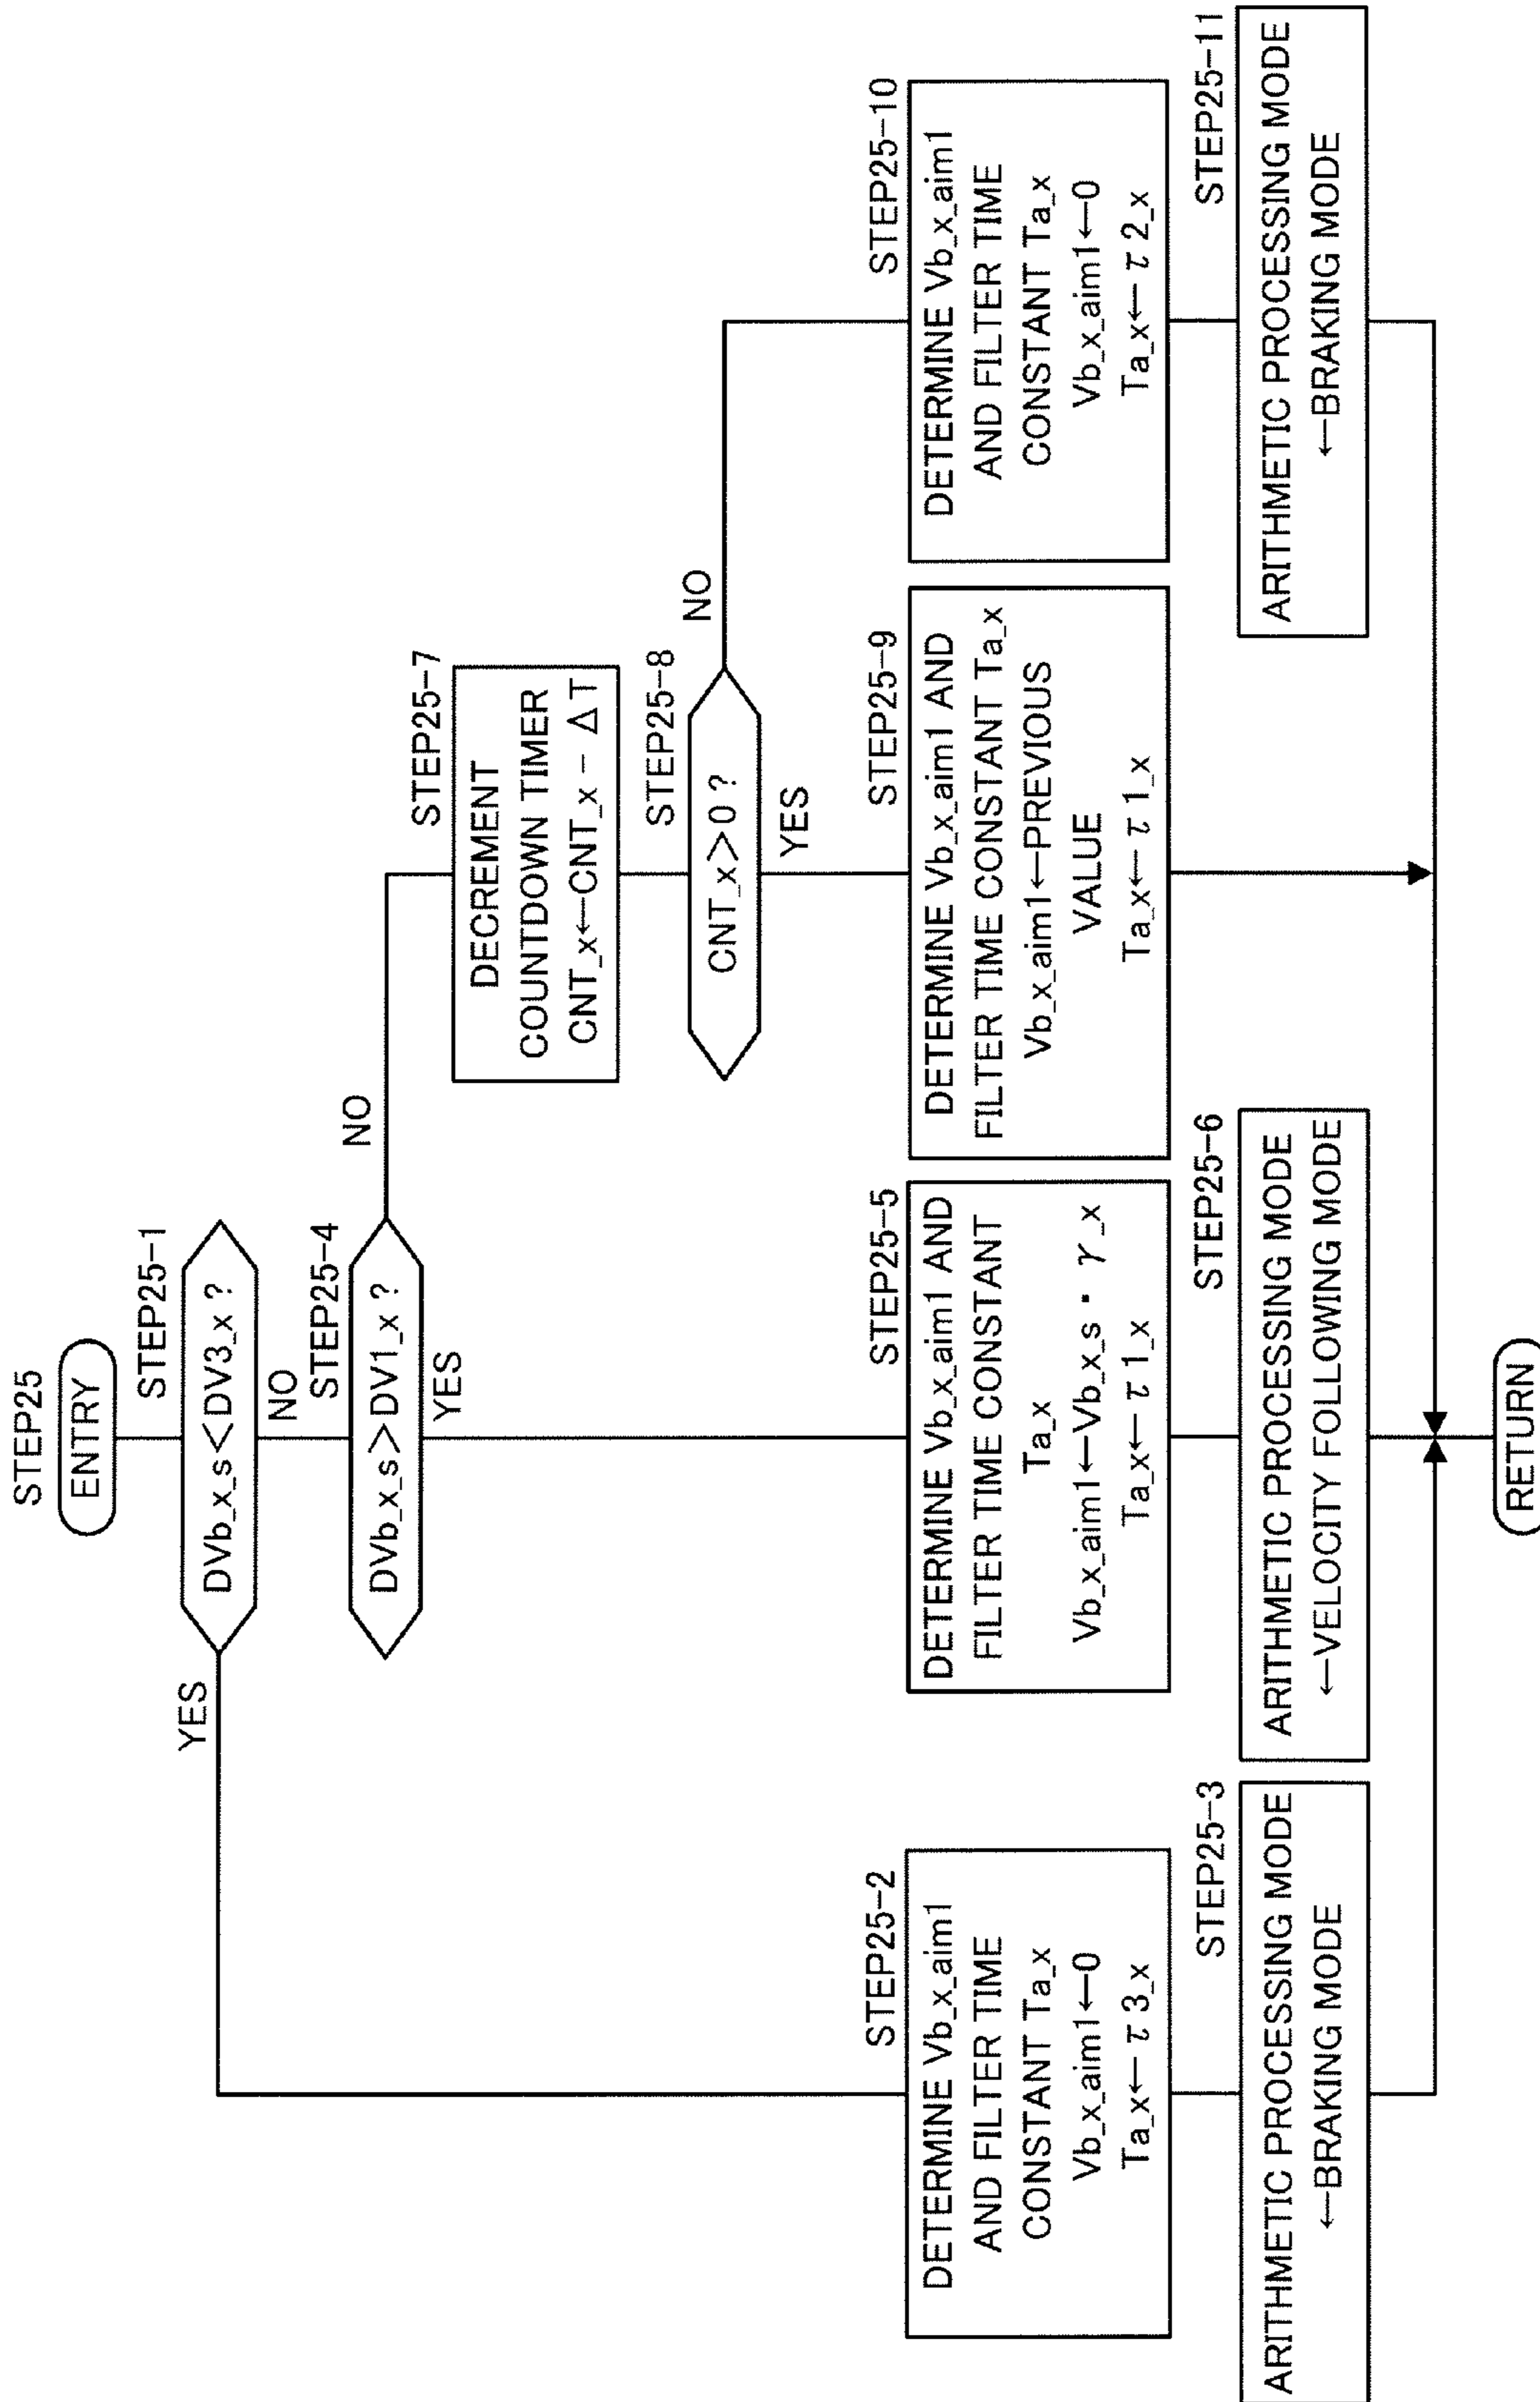 STEP25
ENTRY
STEP25-1
DVb_x_s<DV3_x ?
YES
NO
STEP25-4
DVb_x_s>DV1_x ?
NO
YES
STEP25-7
DECREMENT
COUNTDOWN TIMER
CNT_x←CNT_x − Δ T
STEP25-8
CNT_x>0 ?
NO
YES
STEP25-2
DETERMINE Vb_x_aim1
AND FILTER TIME
CONSTANT Ta_x
Vb_x_aim1←0
Ta_x← τ 3_x
STEP25-5
DETERMINE Vb_x_aim1 AND
FILTER TIME CONSTANT
Ta_x
Vb_x_aim1←Vb_x_s ・ γ _x
Ta_x← τ 1_x
STEP25-9
DETERMINE Vb_x_aim1 AND
FILTER TIME CONSTANT Ta_x
Vb_x_aim1←PREVIOUS
VALUE
Ta_x← τ 1_x
STEP25-10
DETERMINE Vb_x_aim1
AND FILTER TIME
CONSTANT Ta_x
Vb_x_aim1←0
Ta_x← τ 2_x
STEP25-3
ARITHMETIC PROCESSING MODE
←BRAKING MODE
STEP25-6
ARITHMETIC PROCESSING MODE
←VELOCITY FOLLOWING MODE
STEP25-11
ARITHMETIC PROCESSING MODE
←BRAKING MODE
RETURN